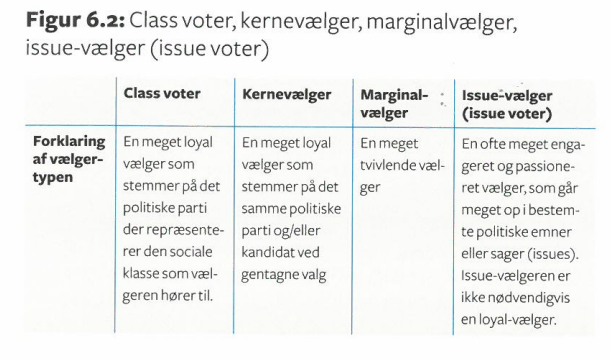 Figur 6.2: Class voter, kernevælger, marginalvælger,
issue-vælger (issue voter)
Class voter
Kernevælger
Marginal-
vælger
Issue-vælger
(issue voter)
Forklaring
af vælger-
typen
En meget loyal
vælger som
stemmer på det
politiske parti
der repræsente-
rer den sociale
klasse som væl-
geren hører til.
En meget loyal
vælger som
stemmer på det
samme politiske
parti og/eller
kandidat ved
gentagne valg
En meget
tvivlende væl-
ger
En ofte meget enga-
geret og passione-
ret vælger, som går
meget op i bestem-
te politiske emner
eller sager (issues).
Issue-vælgeren er
ikke nødvendigvis
en loyal-vælger.